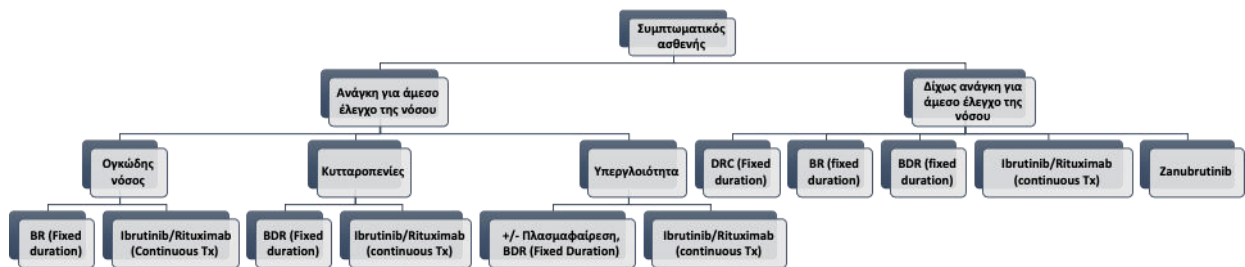 Συμπτωματικός
ασθενής
Ανάγκη για άμεσο
έλεγχο της νόσου
Δίχως ανάγκη για
άμεσο έλεγχο της
νόσου
Ογκώδης
νόσος
Κυτταροπενίες
Υπεργλοιότητα
DRC (Fixed
duration)
BR (fixed
duration)
BDR (fixed
duration)
Ibrutinib/Rituximab
(continuous Tx)
Zanubrutinib
BR (Fixed
duration)
Ibrutinib/Rituximab
(Continuous Tx)
BDR (Fixed
duration)
Ibrutinib/Rituximab
(continuous Tx)
+/- Πλασμαφαίρεση,
BDR (Fixed Duration)
Ibrutinib/Rituximab
(continuous Tx)